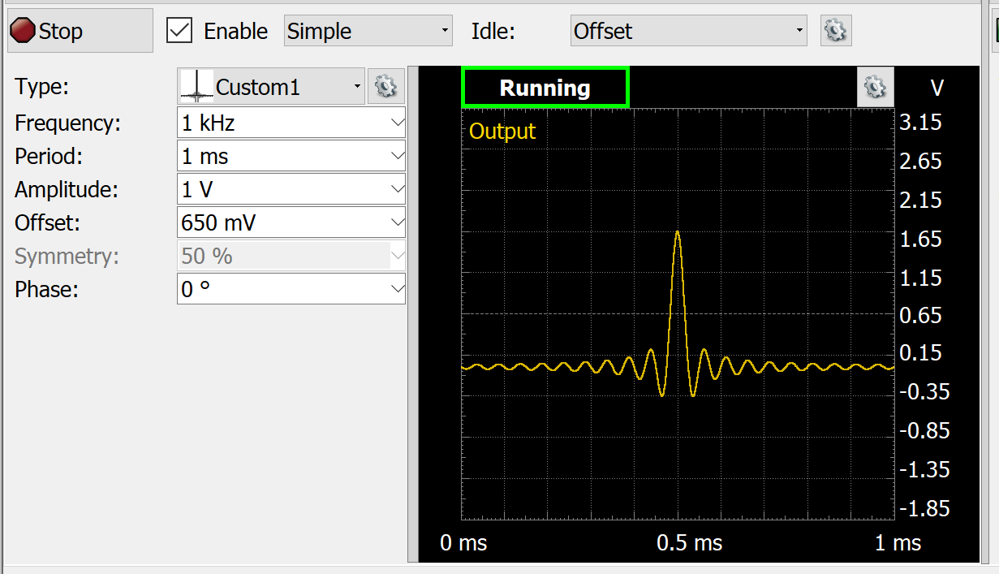 Stop Enable Simple Idle: Offset
Type: Custom1
Frequency: 1 kHz
Period: 1 ms
Amplitude: 1 V
Offset: 650 mV
Symmetry: 50 %
Phase: 0 °
Running V
Output
3.15
2.65
2.15
1.65
1.15
0.65
0.15
-0.35
-0.85
-1.35
-1.85
0 ms 0.5 ms 1 ms